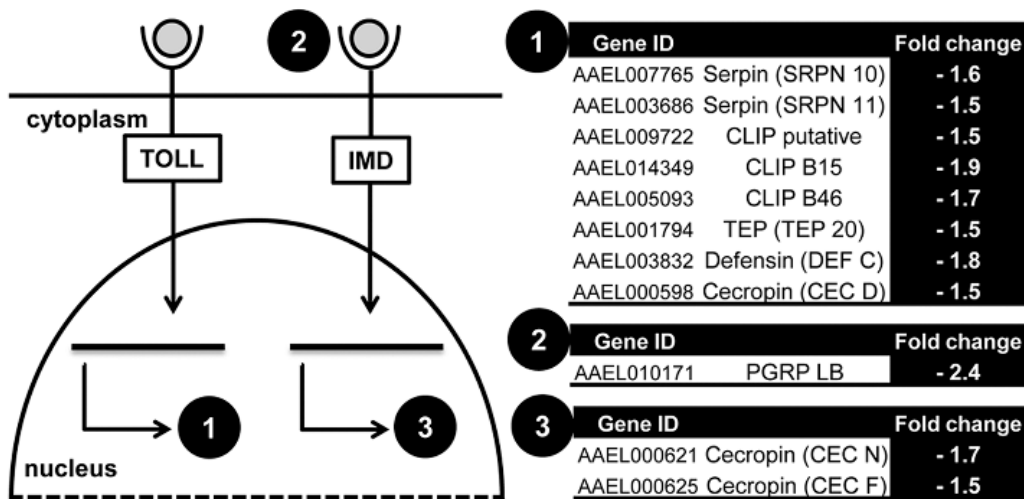 2
cytoplasm
TOLL
IMD
1
3
nucleus
1 Gene ID Fold change
AAEL007765 Serpin (SRPN 10) - 1.6
AAEL003686 Serpin (SRPN 11) - 1.5
AAEL009722 CLIP putative - 1.5
AAEL014349 CLIP B15 - 1.9
AAEL005093 CLIP B46 - 1.7
AAEL001794 TEP (TEP 20) - 1.5
AAEL003832 Defensin (DEF C) - 1.8
AAEL000598 Cecropin (CEC D) - 1.5
2 Gene ID Fold change
AAEL010171 PGRP LB - 2.4
3 Gene ID Fold change
AAEL000621 Cecropin (CEC N) - 1.7
AAEL000625 Cecropin (CEC F) - 1.5